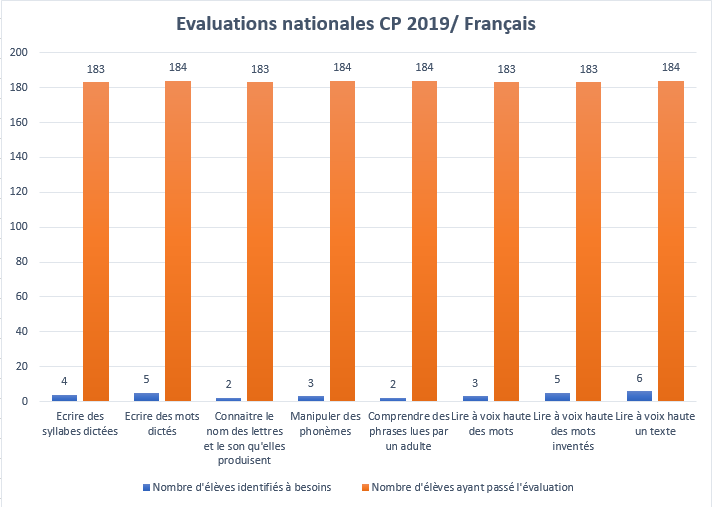 Evaluations nationales CP 2019/ Français
200
180
160
140
120
100
80
60
40
20
0
183 184 183 184 184 183 183 184
4 5 2 3 2 3 5 6
Ecrire des Ecrire des mots Connaitre le Manipuler des Comprendre des Lire à voix haute Lire à voix haute Lire à voix haute
syllabes dictées dictés nom des lettres phonèmes phrases lues par des mots des mots un texte
et le son qu'elles un adulte inventés
produisent
Nombre d'élèves identifiés à besoins Nombre d'élèves ayant passé l'évaluation